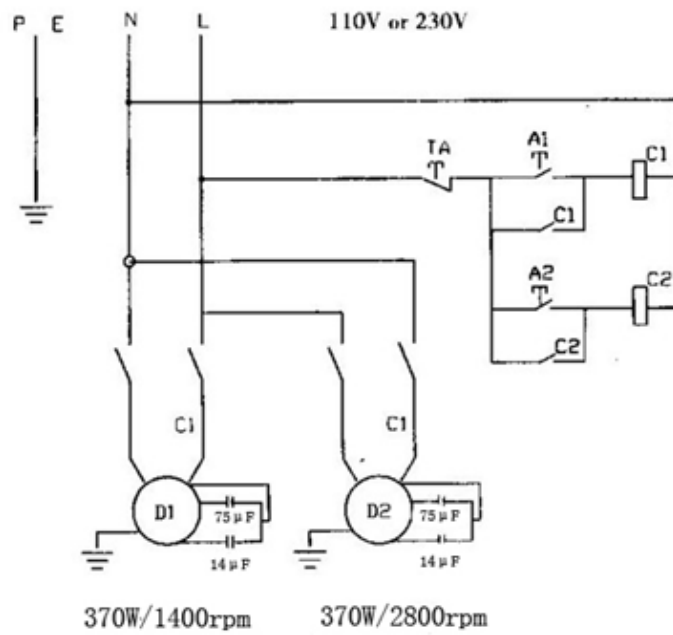 P E N L 110V or 230V
TA A1 C1
C1
A2 C2
C2
C1 C1
D1 75μF D2 75μF
14μF 14μF
370W/1400rpm 370W/2800rpm